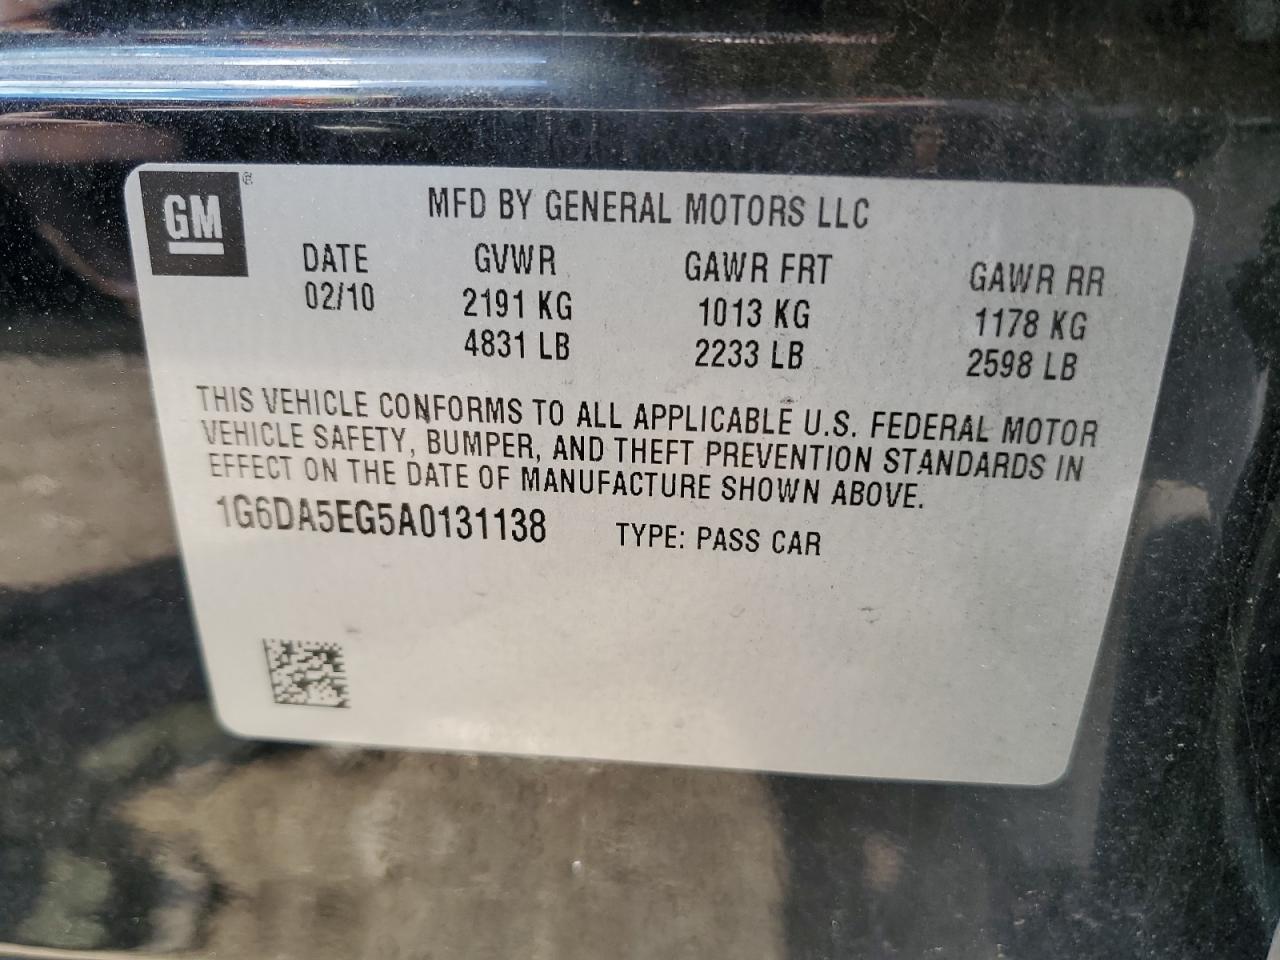 GM®
MFD BY GENERAL MOTORS LLC
DATE GVWR GAWR FRT GAWR RR
02/10 2191 KG 1013 KG 1178 KG
4831 LB 2233 LB 2598 LB
THIS VEHICLE CONFORMS TO ALL APPLICABLE U.S. FEDERAL MOTOR
VEHICLE SAFETY, BUMPER, AND THEFT PREVENTION STANDARDS IN
EFFECT ON THE DATE OF MANUFACTURE SHOWN ABOVE.
1G6DA5EG5A0131138 TYPE: PASS CAR